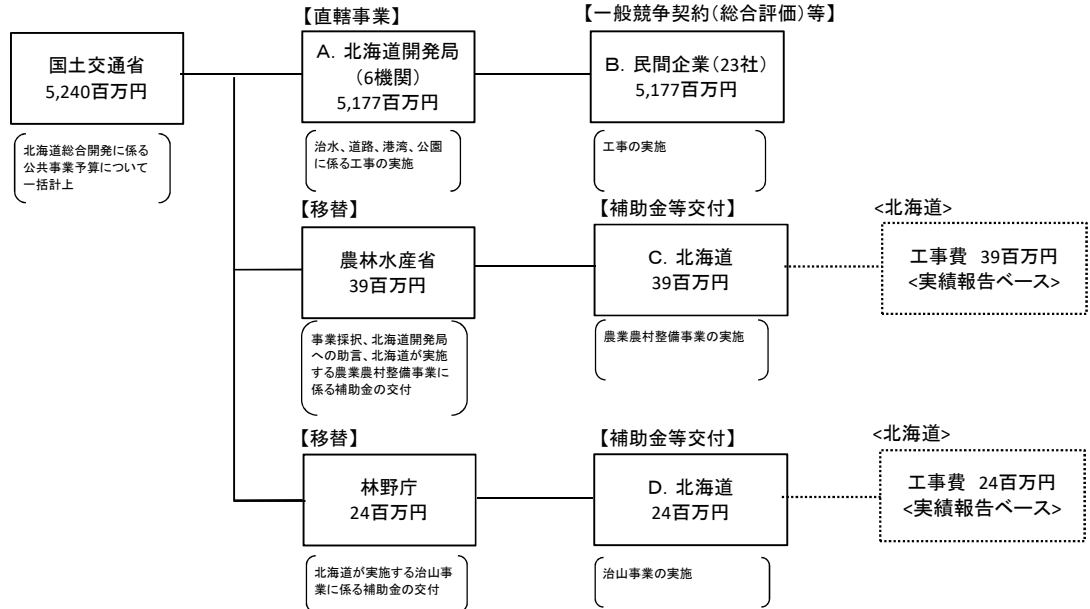 【直轄事業】
【一般競争契約（総合評価）等】
国土交通省
5,240百万円
A．北海道開発局
（6機関）
5,177百万円
B．民間企業（23社）
5,177百万円
北海道総合開発に係る
公共事業予算について
一括計上
治水、道路、港湾、公園
に係る工事の実施
工事の実施
【移替】
【補助金等交付】
<北海道>
農林水産省
39百万円
C．北海道
39百万円
工事費 39百万円
<実績報告ベース>
事業採択、北海道開発局
への助言、北海道が実施
する農業農村整備事業に
係る補助金の交付
農業農村整備事業の実施
【移替】
【補助金等交付】
<北海道>
林野庁
24百万円
D．北海道
24百万円
工事費 24百万円
<実績報告ベース>
北海道が実施する治山事
業に係る補助金の交付
治山事業の実施